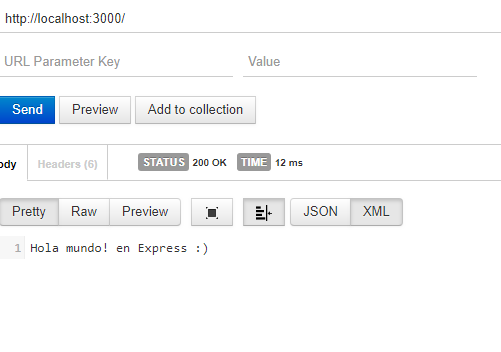 http://localhost:3000/
URL Parameter Key Value
Send Preview Add to collection
ody Headers (6) STATUS 200 OK TIME 12 ms
Pretty Raw Preview JSON XML
1 Hola mundo! en Express :)